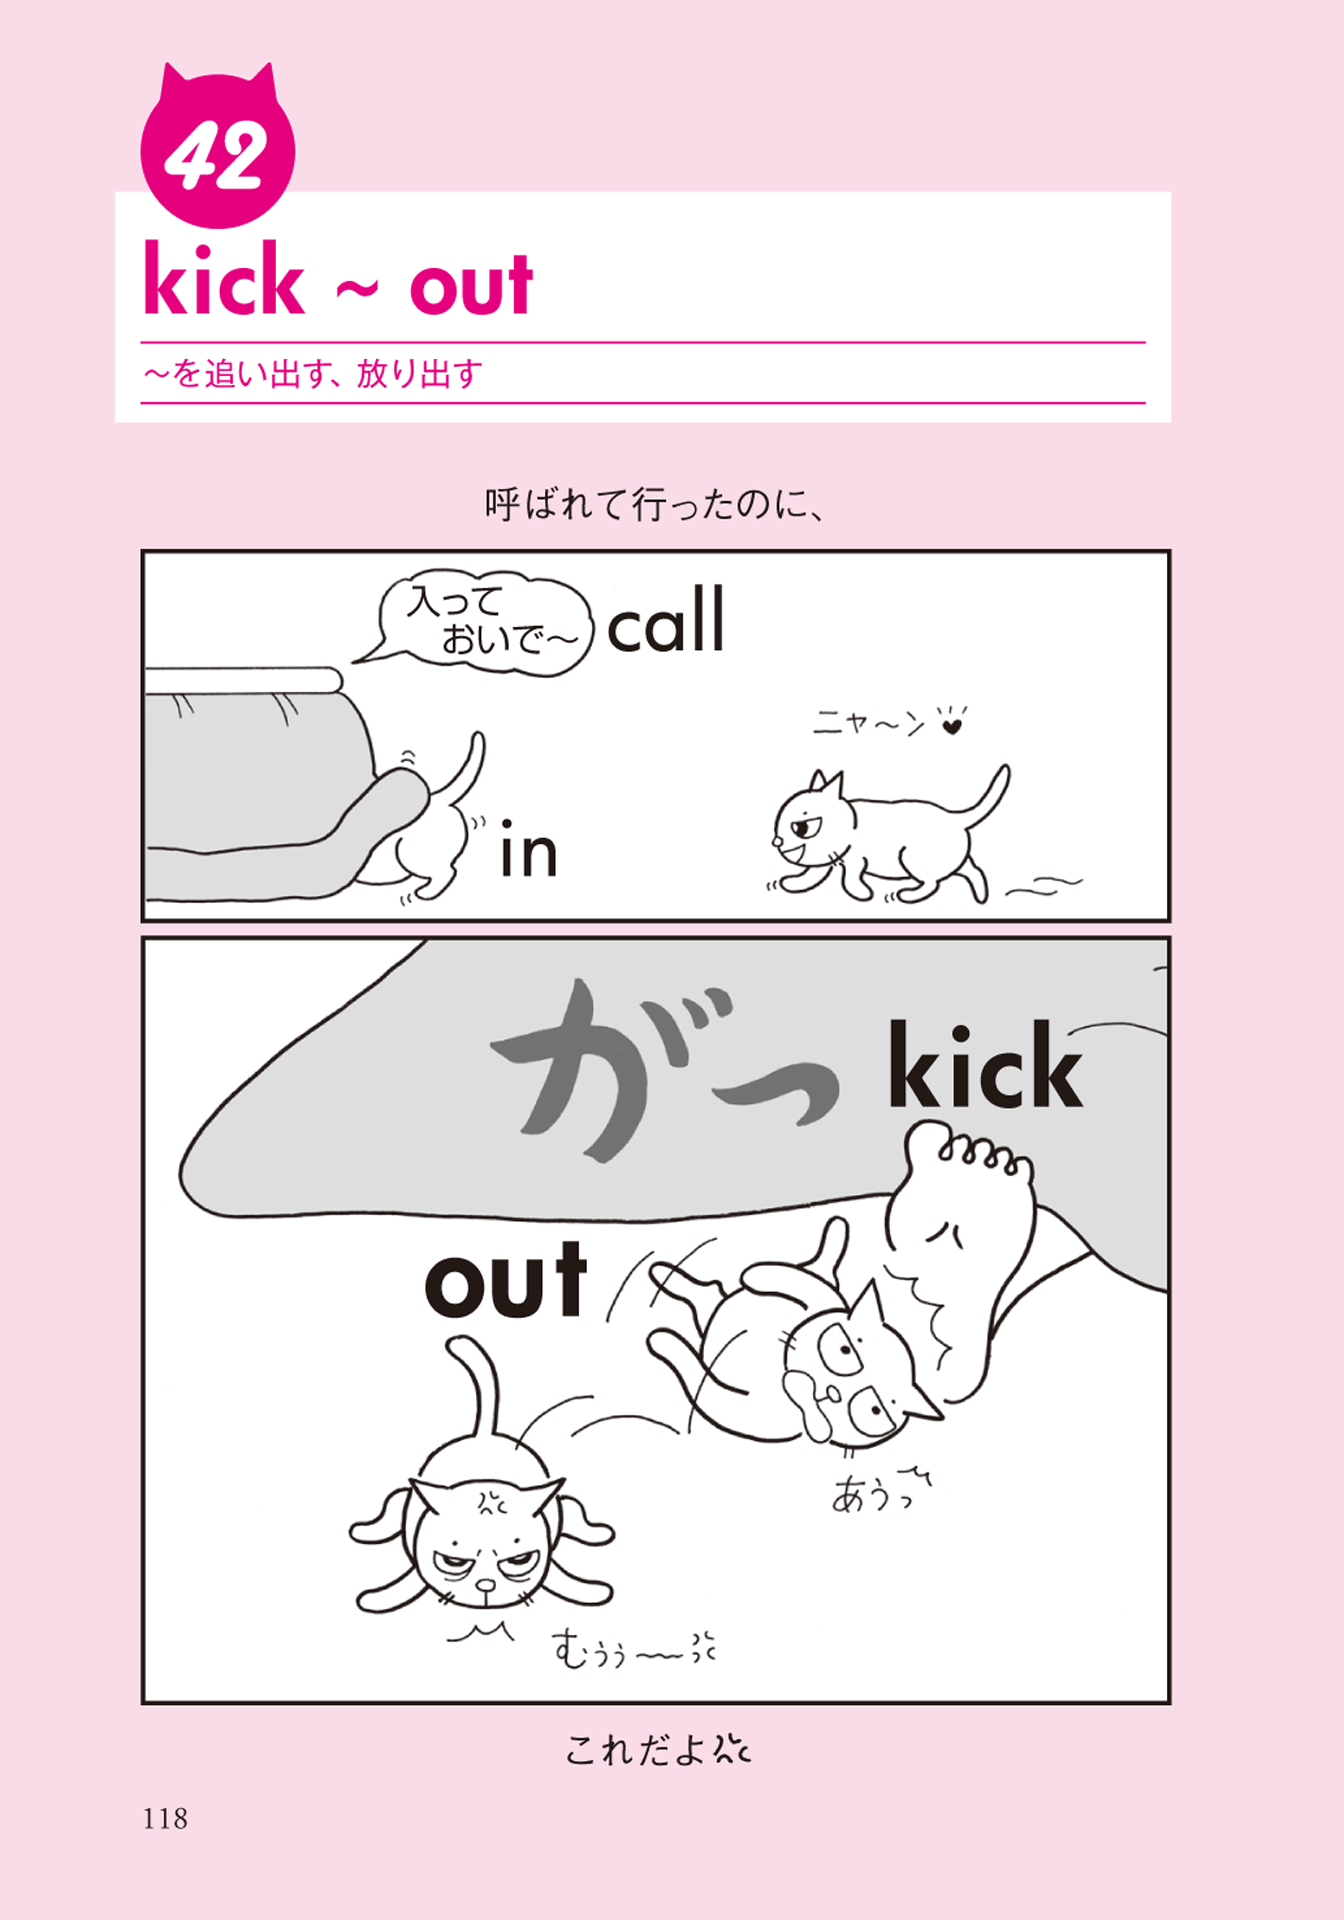 42
kick ~ out
～を追い出す、放り出す
呼ばれて行ったのに、
入って
おいで～
call
ニャ～ン
in
がっ
kick
out
あうっ
むぅぅ～
これだよ
118